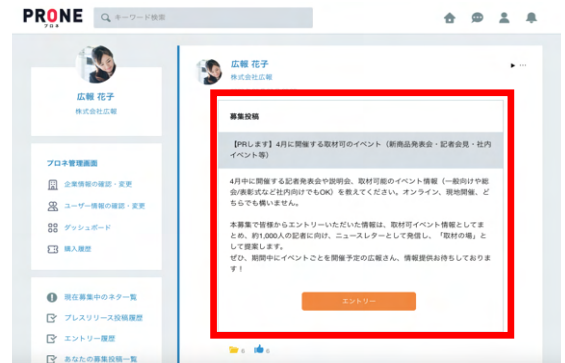 PRONE
プロネ
キーワード検索
広報 花子
株式会社広報
プロネ管理画面
企業情報の確認・変更
ユーザー情報の確認・変更
ダッシュボード
購入履歴
現在募集中のネタ一覧
プレスリリース投稿履歴
エントリー履歴
あなたの募集投稿一覧
広報 花子
株式会社広報
募集投稿
【PRします】4月に開催する取材可のイベント（新商品発表会・記者会見・社内
イベント等）
4月中に開催する記者発表会や説明会、取材可能のイベント情報（一般向けや総
会/表彰式など社内向けでもOK）を教えてください。オンライン、現地開催、ど
ちらでも構いません。
本募集で皆様からエントリーいただいた情報は、取材可イベント情報としてま
とめ、約1,000人の記者に向け、ニュースレターとして発信し、「取材の場」と
して提案します。
ぜひ、期間中にイベントごとを開催予定の広報さん、情報提供お待ちしておりま
す！
エントリー
0 0